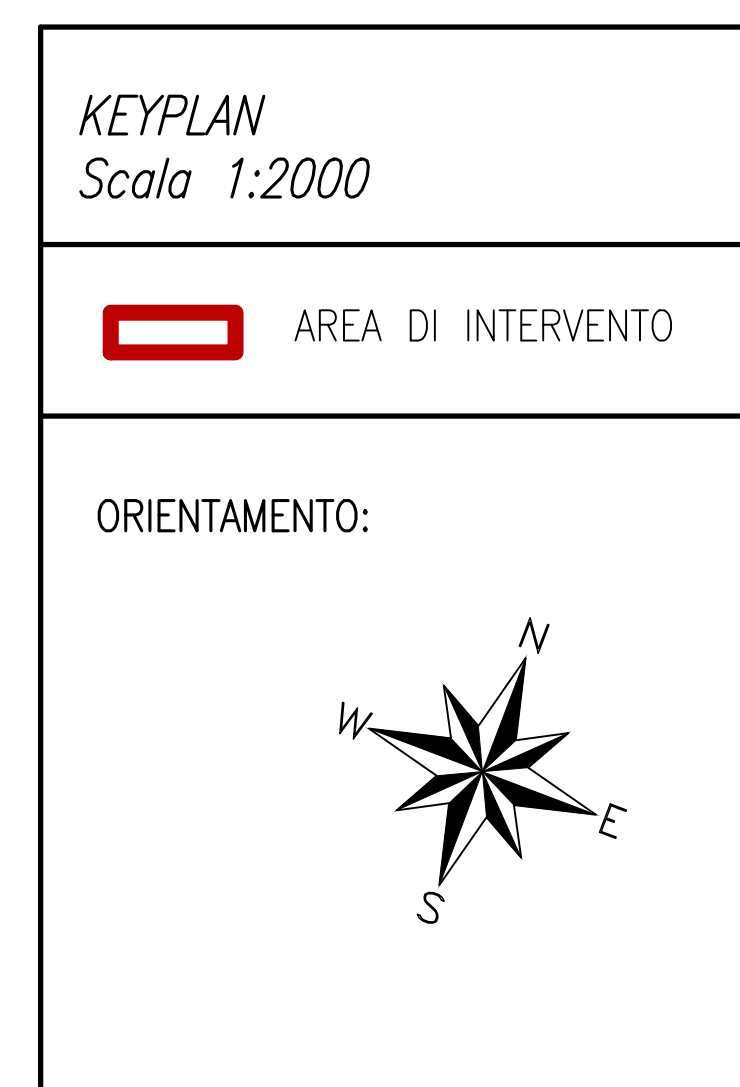 KEYPLAN
Scala 1:2000
AREA DI INTERVENTO
ORIENTAMENTO:
N
W
E
S